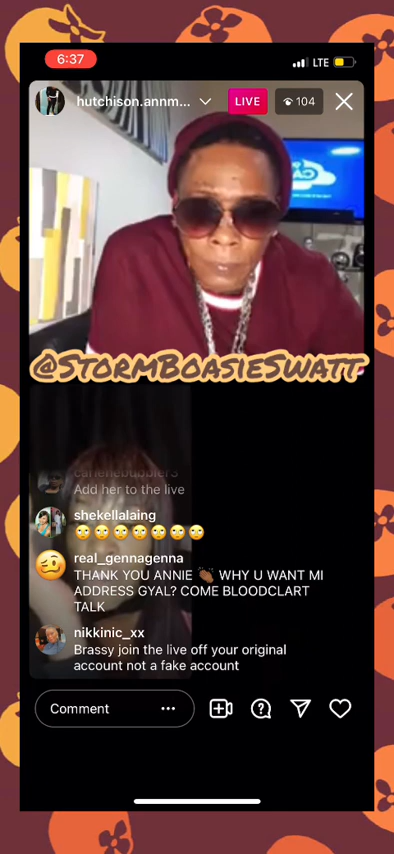 6:37
LTE
hutchison.annm...
LIVE
104
@StormBoasieSwatt
carlenebubbler3
Add her to the live
shekellalaing
🙄🙄🙄🙄🙄🙄🙄
real_gennagenna
THANK YOU ANNIE 👏🏾 WHY U WANT MI
ADDRESS GYAL? COME BLOODCLART
TALK
nikkinic_xx
Brassy join the live off your original
account not a fake account
Comment